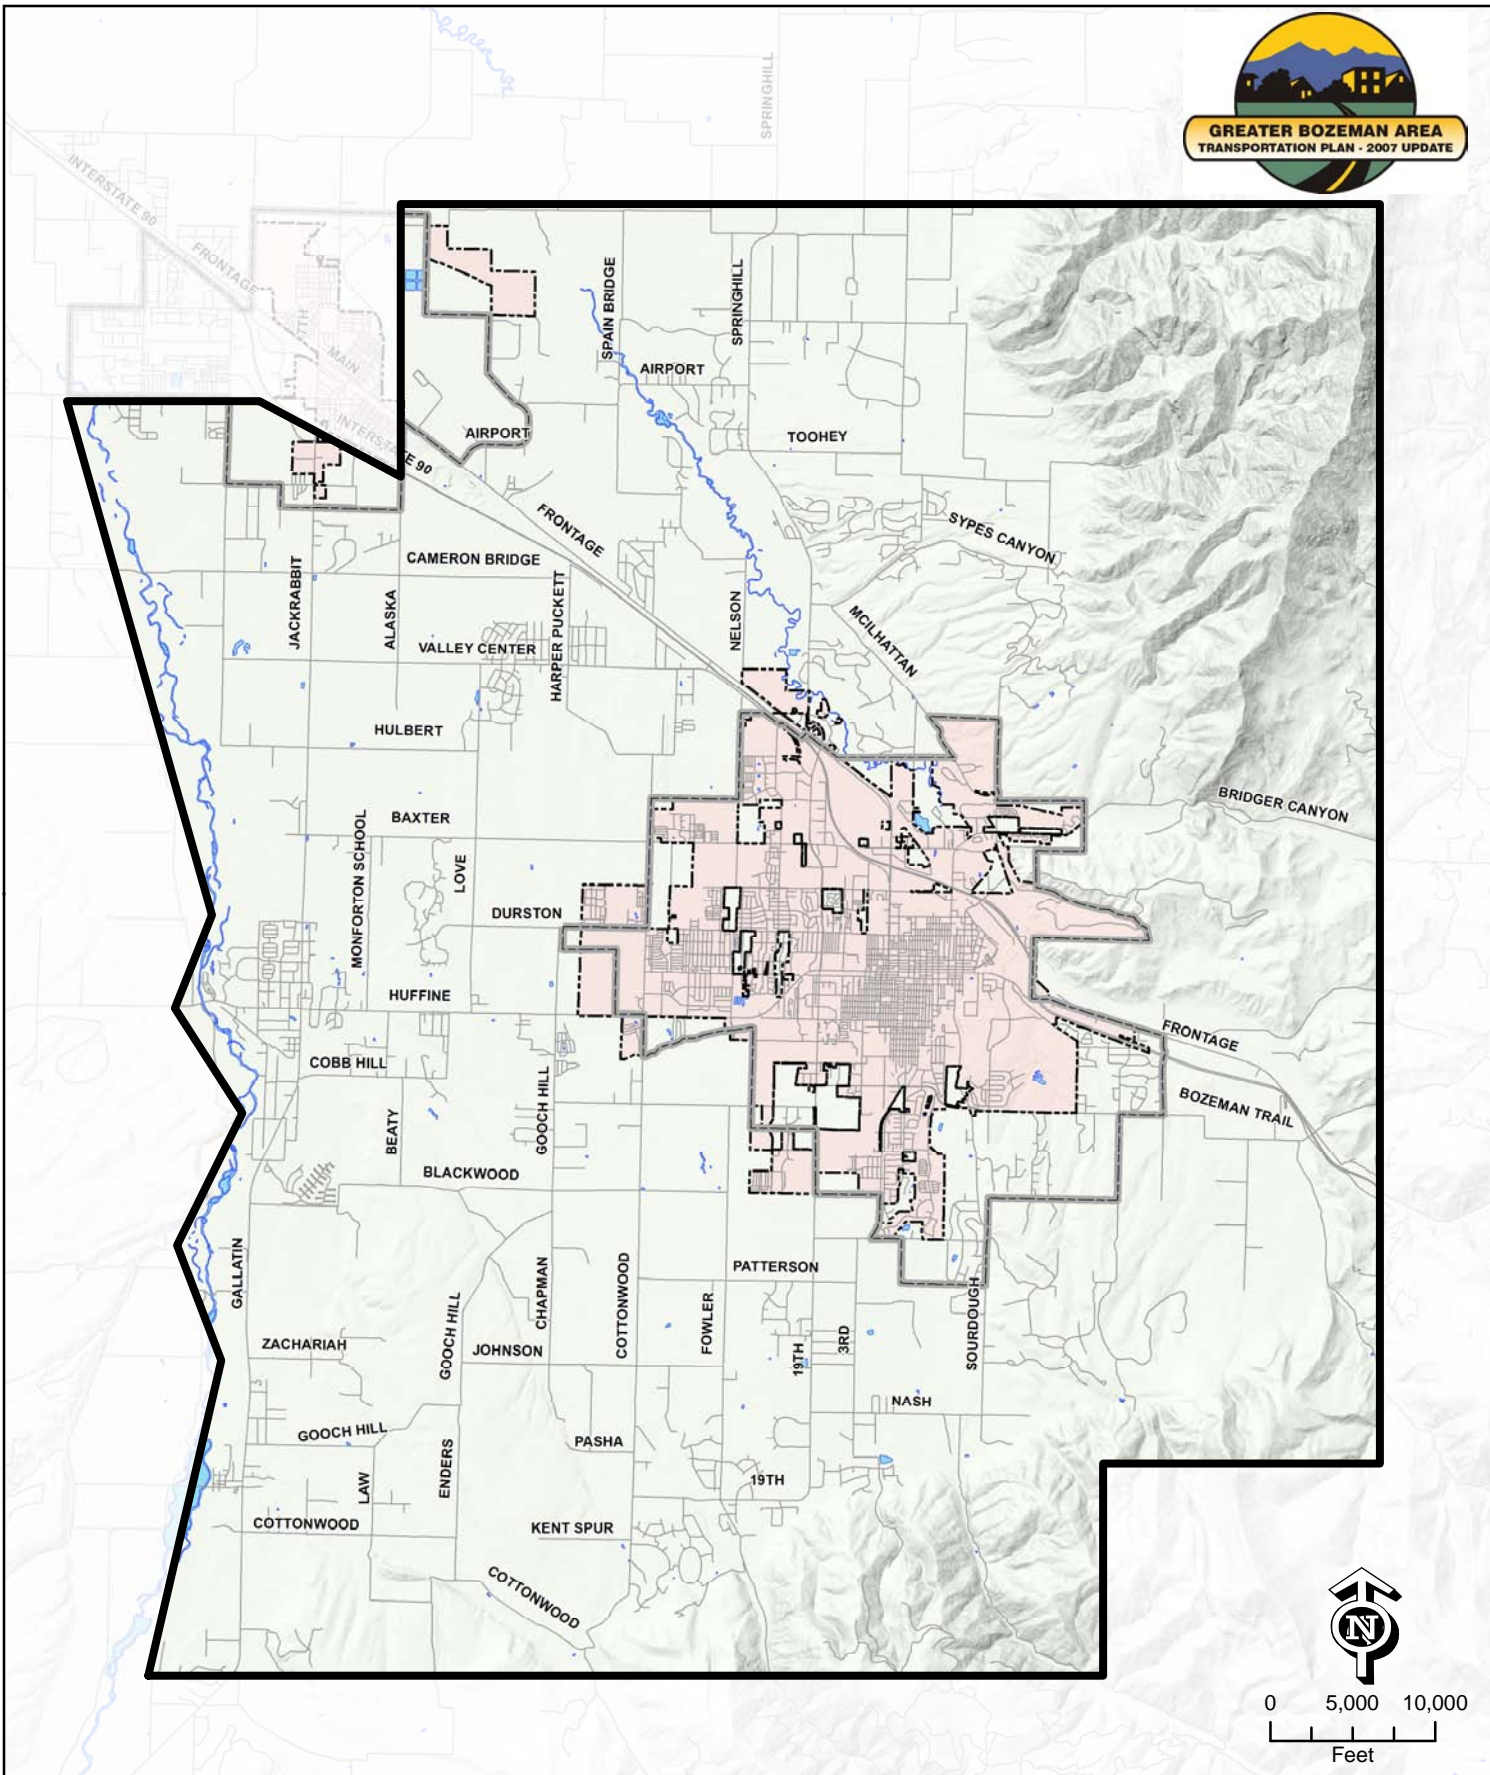 SPRINGHILL
GREATER BOZEMAN AREA
TRANSPORTATION PLAN - 2007 UPDATE
INTERSTATE 90
FRONTAGE
7TH
MAIN
INTERSTATE 90
SPAIN BRIDGE
SPRINGHILL
AIRPORT
AIRPORT
TOOHEY
FRONTAGE
SYPES CANYON
CAMERON BRIDGE
JACKRABBIT
ALASKA
HARPER PUCKETT
NELSON
MCILHATTAN
VALLEY CENTER
HULBERT
BRIDGER CANYON
BAXTER
MONFORTON SCHOOL
LOVE
DURSTON
HUFFINE
FRONTAGE
COBB HILL
GOOCH HILL
BOZEMAN TRAIL
BEATY
BLACKWOOD
GALLATIN
CHAPMAN
COTTONWOOD
PATTERSON
FOWLER
GOOCH HILL
ZACHARIAH
JOHNSON
19TH
3RD
SOURDOUGH
NASH
GOOCH HILL
PASHA
LAW
ENDERS
19TH
COTTONWOOD
KENT SPUR
COTTONWOOD
N
0 5,000 10,000
Feet